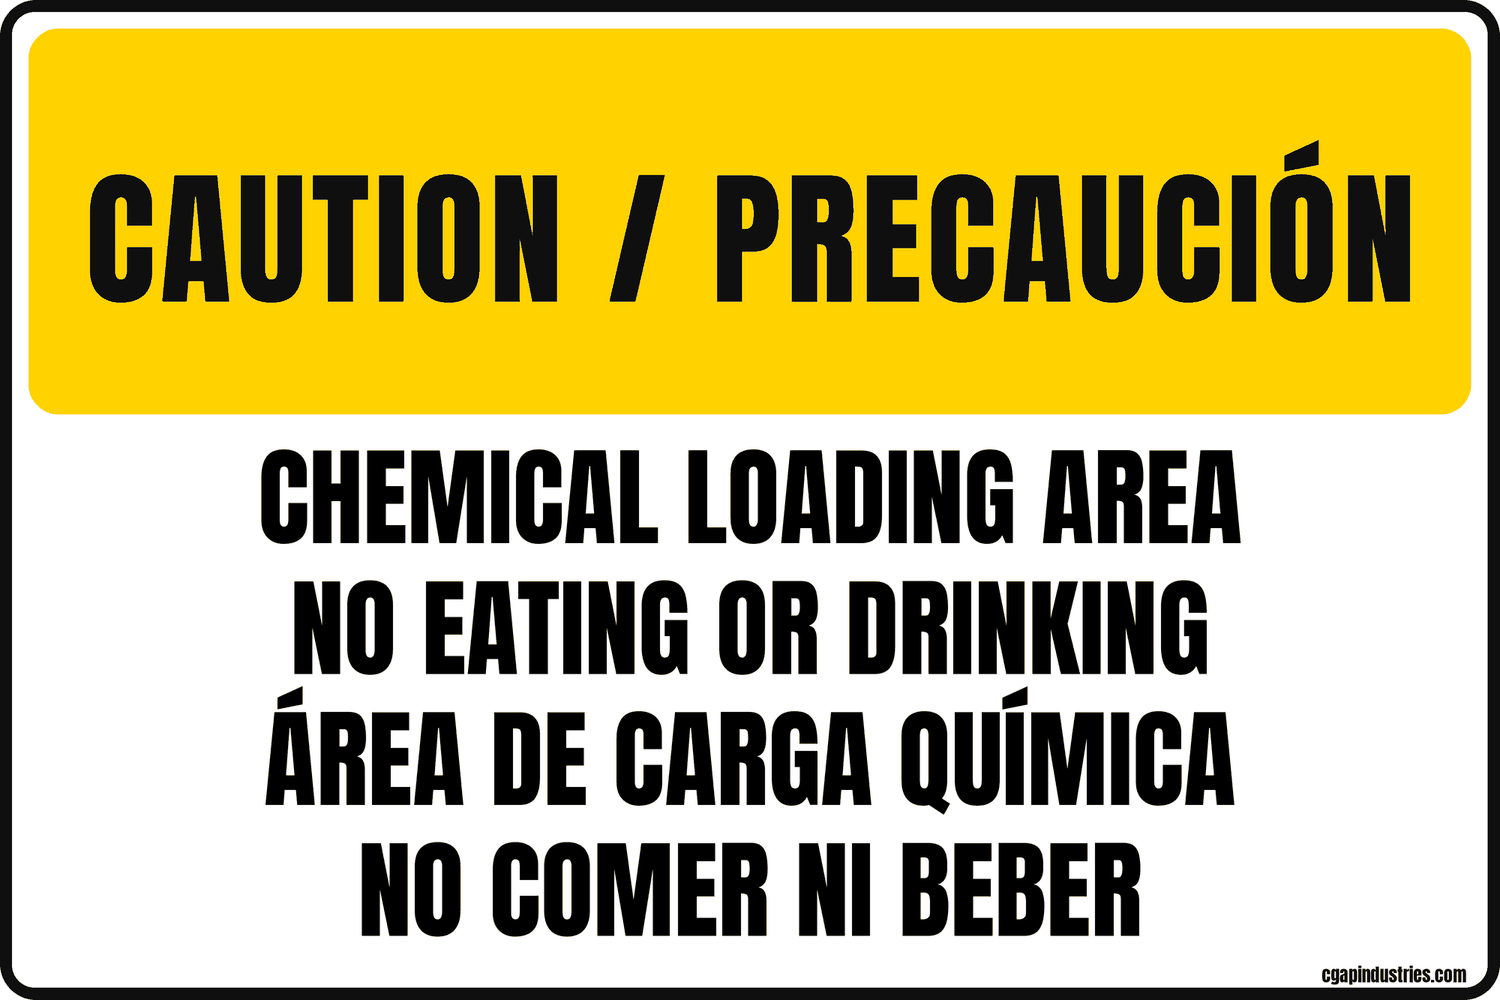 CAUTION / PRECAUCIÓN
CHEMICAL LOADING AREA
NO EATING OR DRINKING
ÁREA DE CARGA QUÍMICA
NO COMER NI BEBER
cgapindustries.com